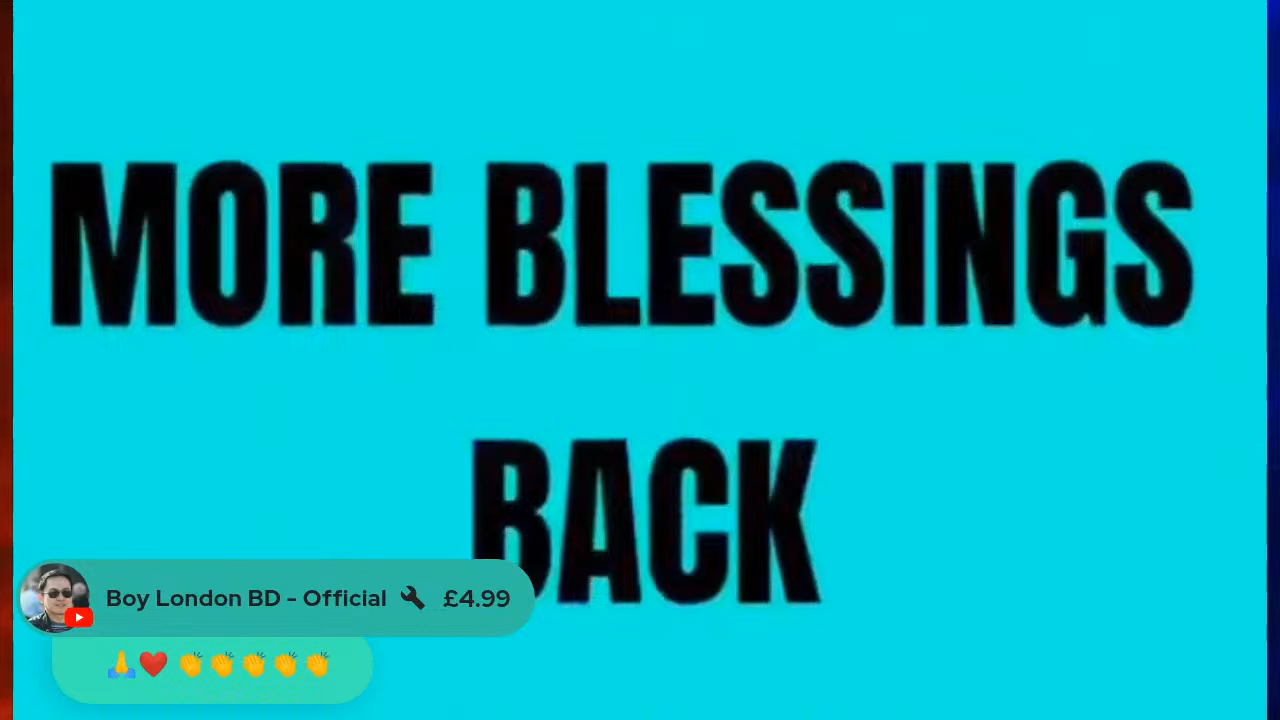 MORE BLESSINGS
BACK
Boy London BD - Official £4.99
🙏❤️ 👏👏👏👏👏